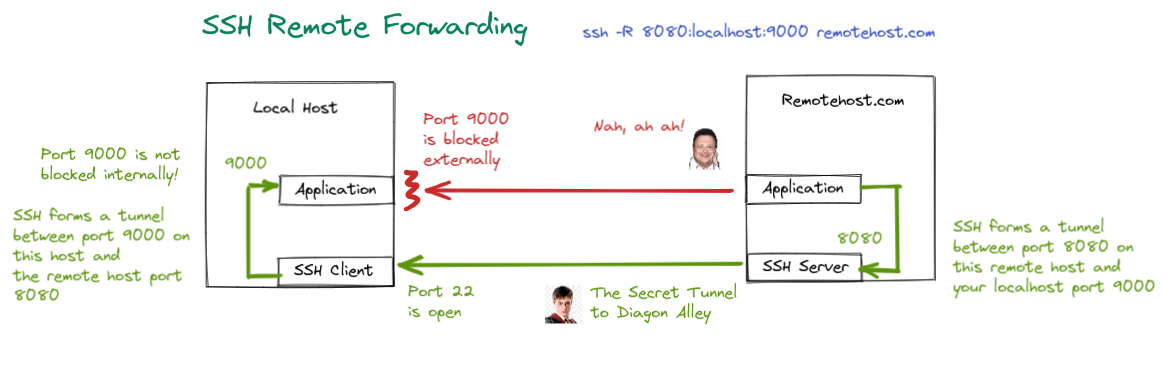 SSH Remote Forwarding
ssh -R 8080:localhost:9000 remotehost.com
Local Host
Remotehost.com
Port 9000
is blocked
externally
Nah, ah ah!
Port 9000 is not
blocked internally!
9000
Application
Application
SSH forms a tunnel
between port 9000 on
this host and
the remote host port
8080
8080
SSH forms a tunnel
between port 8080 on
this remote host and
your localhost port 9000
SSH Client
SSH Server
Port 22
is open
The Secret Tunnel
to Diagon Alley